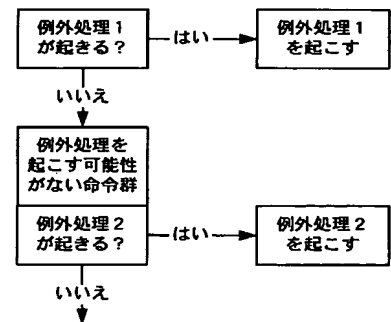 例外処理1
が起きる?
はい
例外処理1
を起こす
いいえ
例外処理を
起こす可能性
がない命令群
例外処理2
が起きる?
はい
例外処理2
を起こす
いいえ